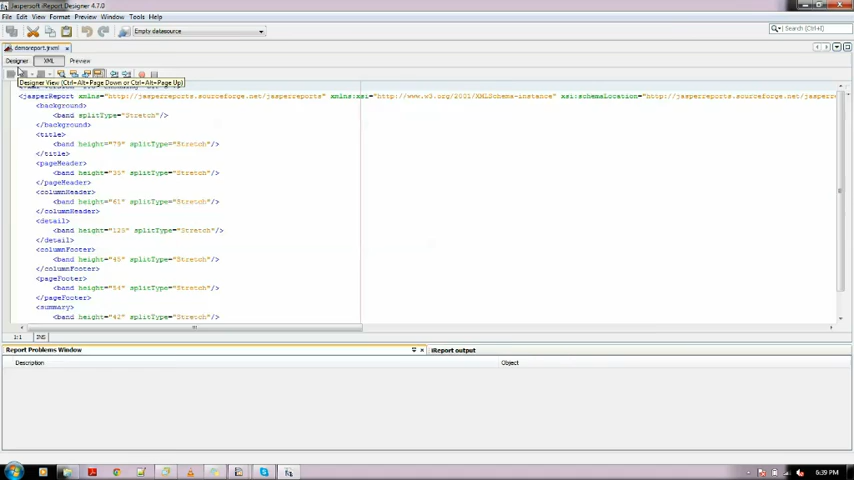 Jaspersoft iReport Designer 4.7.0
File Edit View Format Preview Window Tools Help
Search (Ctrl+I)
Empty datasource
demoreport.jrxml
Designer XML Preview
Designer View (Ctrl+Alt+Page Down or Ctrl+Alt+Page Up)
<jasperReport xmlns="http://jasperreports.sourceforge.net/jasperreports" xmlns:xsi="http://www.w3.org/2001/XMLSchema-instance" xsi:schemaLocation="http://jasperreports.sourceforge.net/jasperre
<background>
<band splitType="Stretch"/>
</background>
<title>
<band height="79" splitType="Stretch"/>
</title>
<pageHeader>
<band height="35" splitType="Stretch"/>
</pageHeader>
<columnHeader>
<band height="61" splitType="Stretch"/>
</columnHeader>
<detail>
<band height="125" splitType="Stretch"/>
</detail>
<columnFooter>
<band height="45" splitType="Stretch"/>
</columnFooter>
<pageFooter>
<band height="54" splitType="Stretch"/>
</pageFooter>
<summary>
<band height="42" splitType="Stretch"/>
1:1 INS
Report Problems Window
iReport output
Description Object
6:39 PM